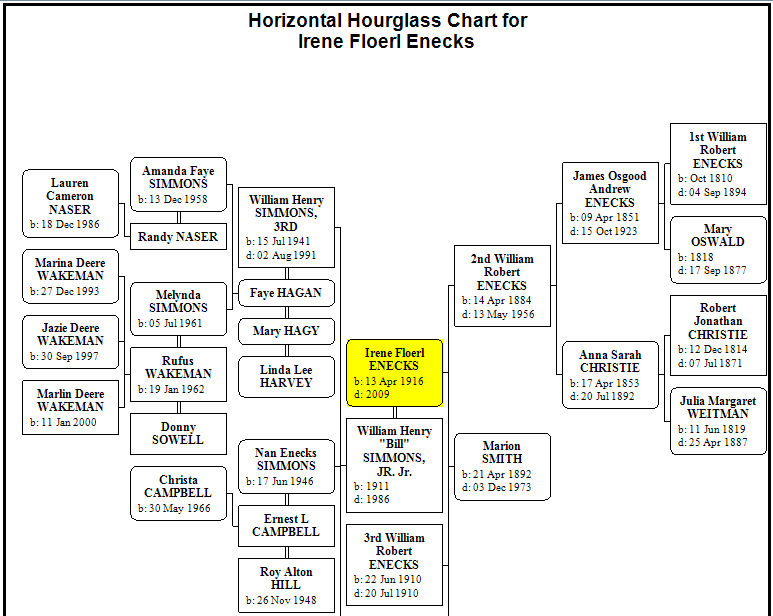 Horizontal Hourglass Chart for
Irene Floerl Enecks
Lauren
Cameron
NASER
b: 18 Dec 1986
Marina Deere
WAKEMAN
b: 27 Dec 1993
Jazie Deere
WAKEMAN
b: 30 Sep 1997
Marlin Deere
WAKEMAN
b: 11 Jan 2000
Amanda Faye
SIMMONS
b: 13 Dec 1958
Randy NASER
Melynda
SIMMONS
b: 05 Jul 1961
Rufus
WAKEMAN
b: 19 Jan 1962
Donny
SOWELL
Christa
CAMPBELL
b: 30 May 1966
William Henry
SIMMONS,
3RD
b: 15 Jul 1941
d: 02 Aug 1991
Faye HAGAN
Mary HAGY
Linda Lee
HARVEY
Nan Enecks
SIMMONS
b: 17 Jun 1946
Ernest L
CAMPBELL
Roy Alton
HILL
b: 26 Nov 1948
Irene Floerl
ENECKS
b: 13 Apr 1916
d: 2009
William Henry
"Bill"
SIMMONS,
JR. Jr.
b: 1911
d: 1986
3rd William
Robert
ENECKS
b: 22 Jun 1910
d: 20 Jul 1910
2nd William
Robert
ENECKS
b: 14 Apr 1884
d: 13 May 1956
Marion
SMITH
b: 21 Apr 1892
d: 03 Dec 1973
James Osgood
Andrew
ENECKS
b: 09 Apr 1851
d: 15 Oct 1923
Anna Sarah
CHRISTIE
b: 17 Apr 1853
d: 20 Jul 1892
1st William
Robert
ENECKS
b: Oct 1810
d: 04 Sep 1894
Mary
OSWALD
b: 1818
d: 17 Sep 1877
Robert
Jonathan
CHRISTIE
b: 12 Dec 1814
d: 07 Jul 1871
Julia Margaret
WEITMAN
b: 11 Jun 1819
d: 25 Apr 1887